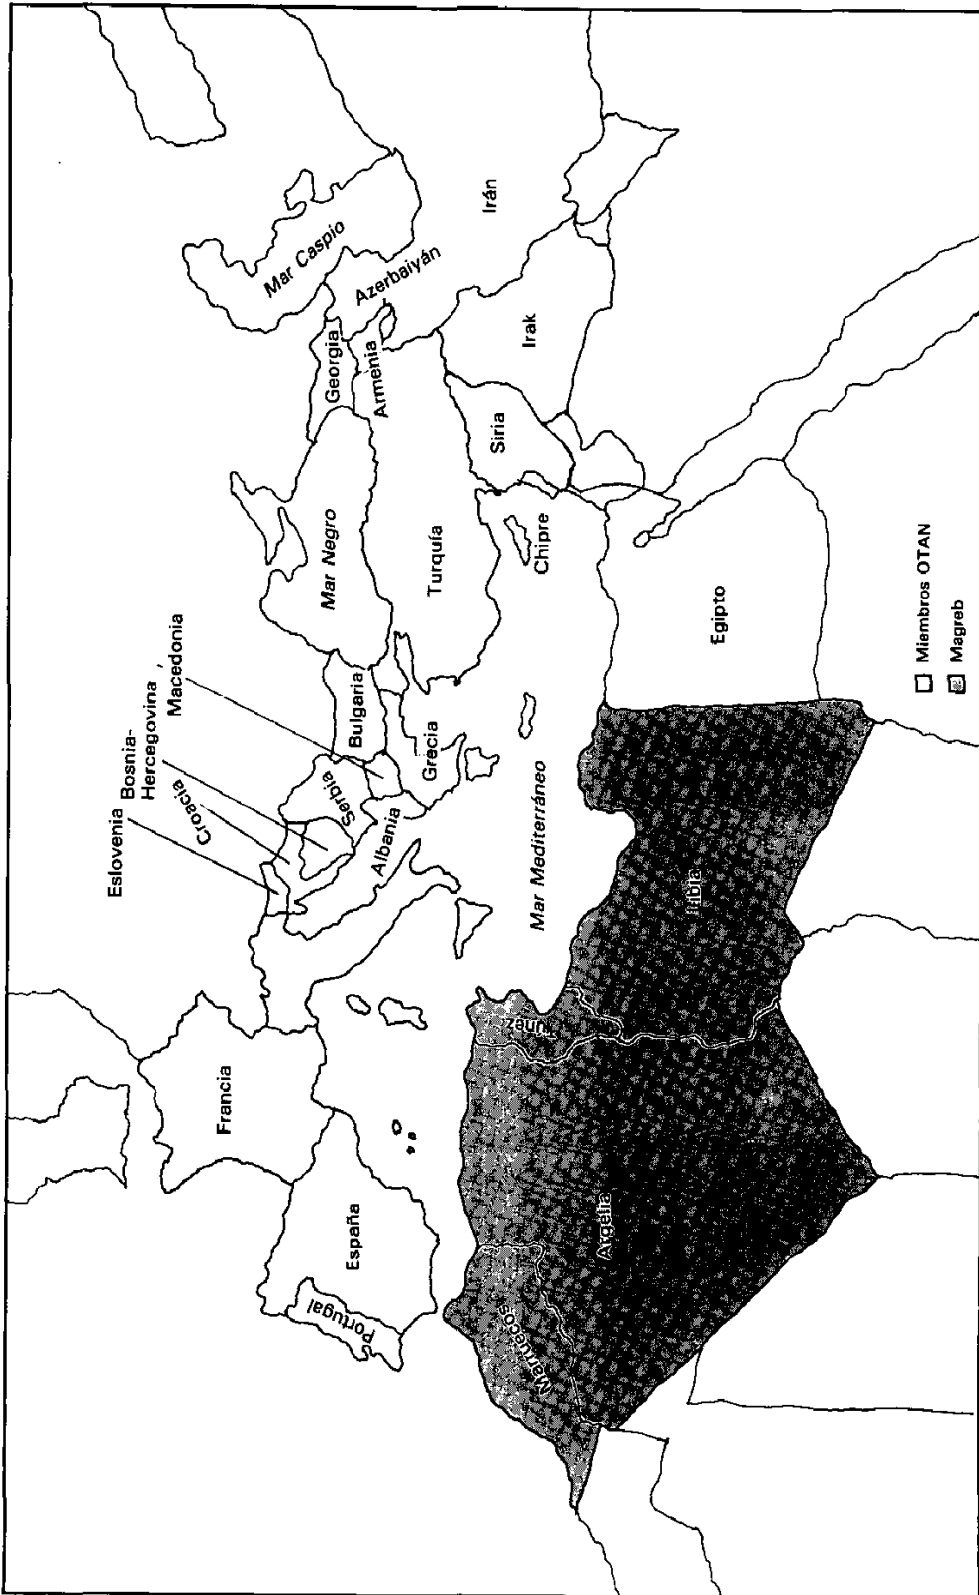 Eslovenia
Croacia
Bosnia-
Hercegovina
Macedonia
Francia
España
Portugal
Serbia
Bulgaria
Albania
Grecia
Mar Negro
Turquía
Georgia
Armenia
Azerbaiyán
Mar Caspio
Irán
Irak
Siria
Chipre
Mar Mediterráneo
Marruecos
Argelia
Túnez
Libia
Egipto
Miembros OTAN
Magreb